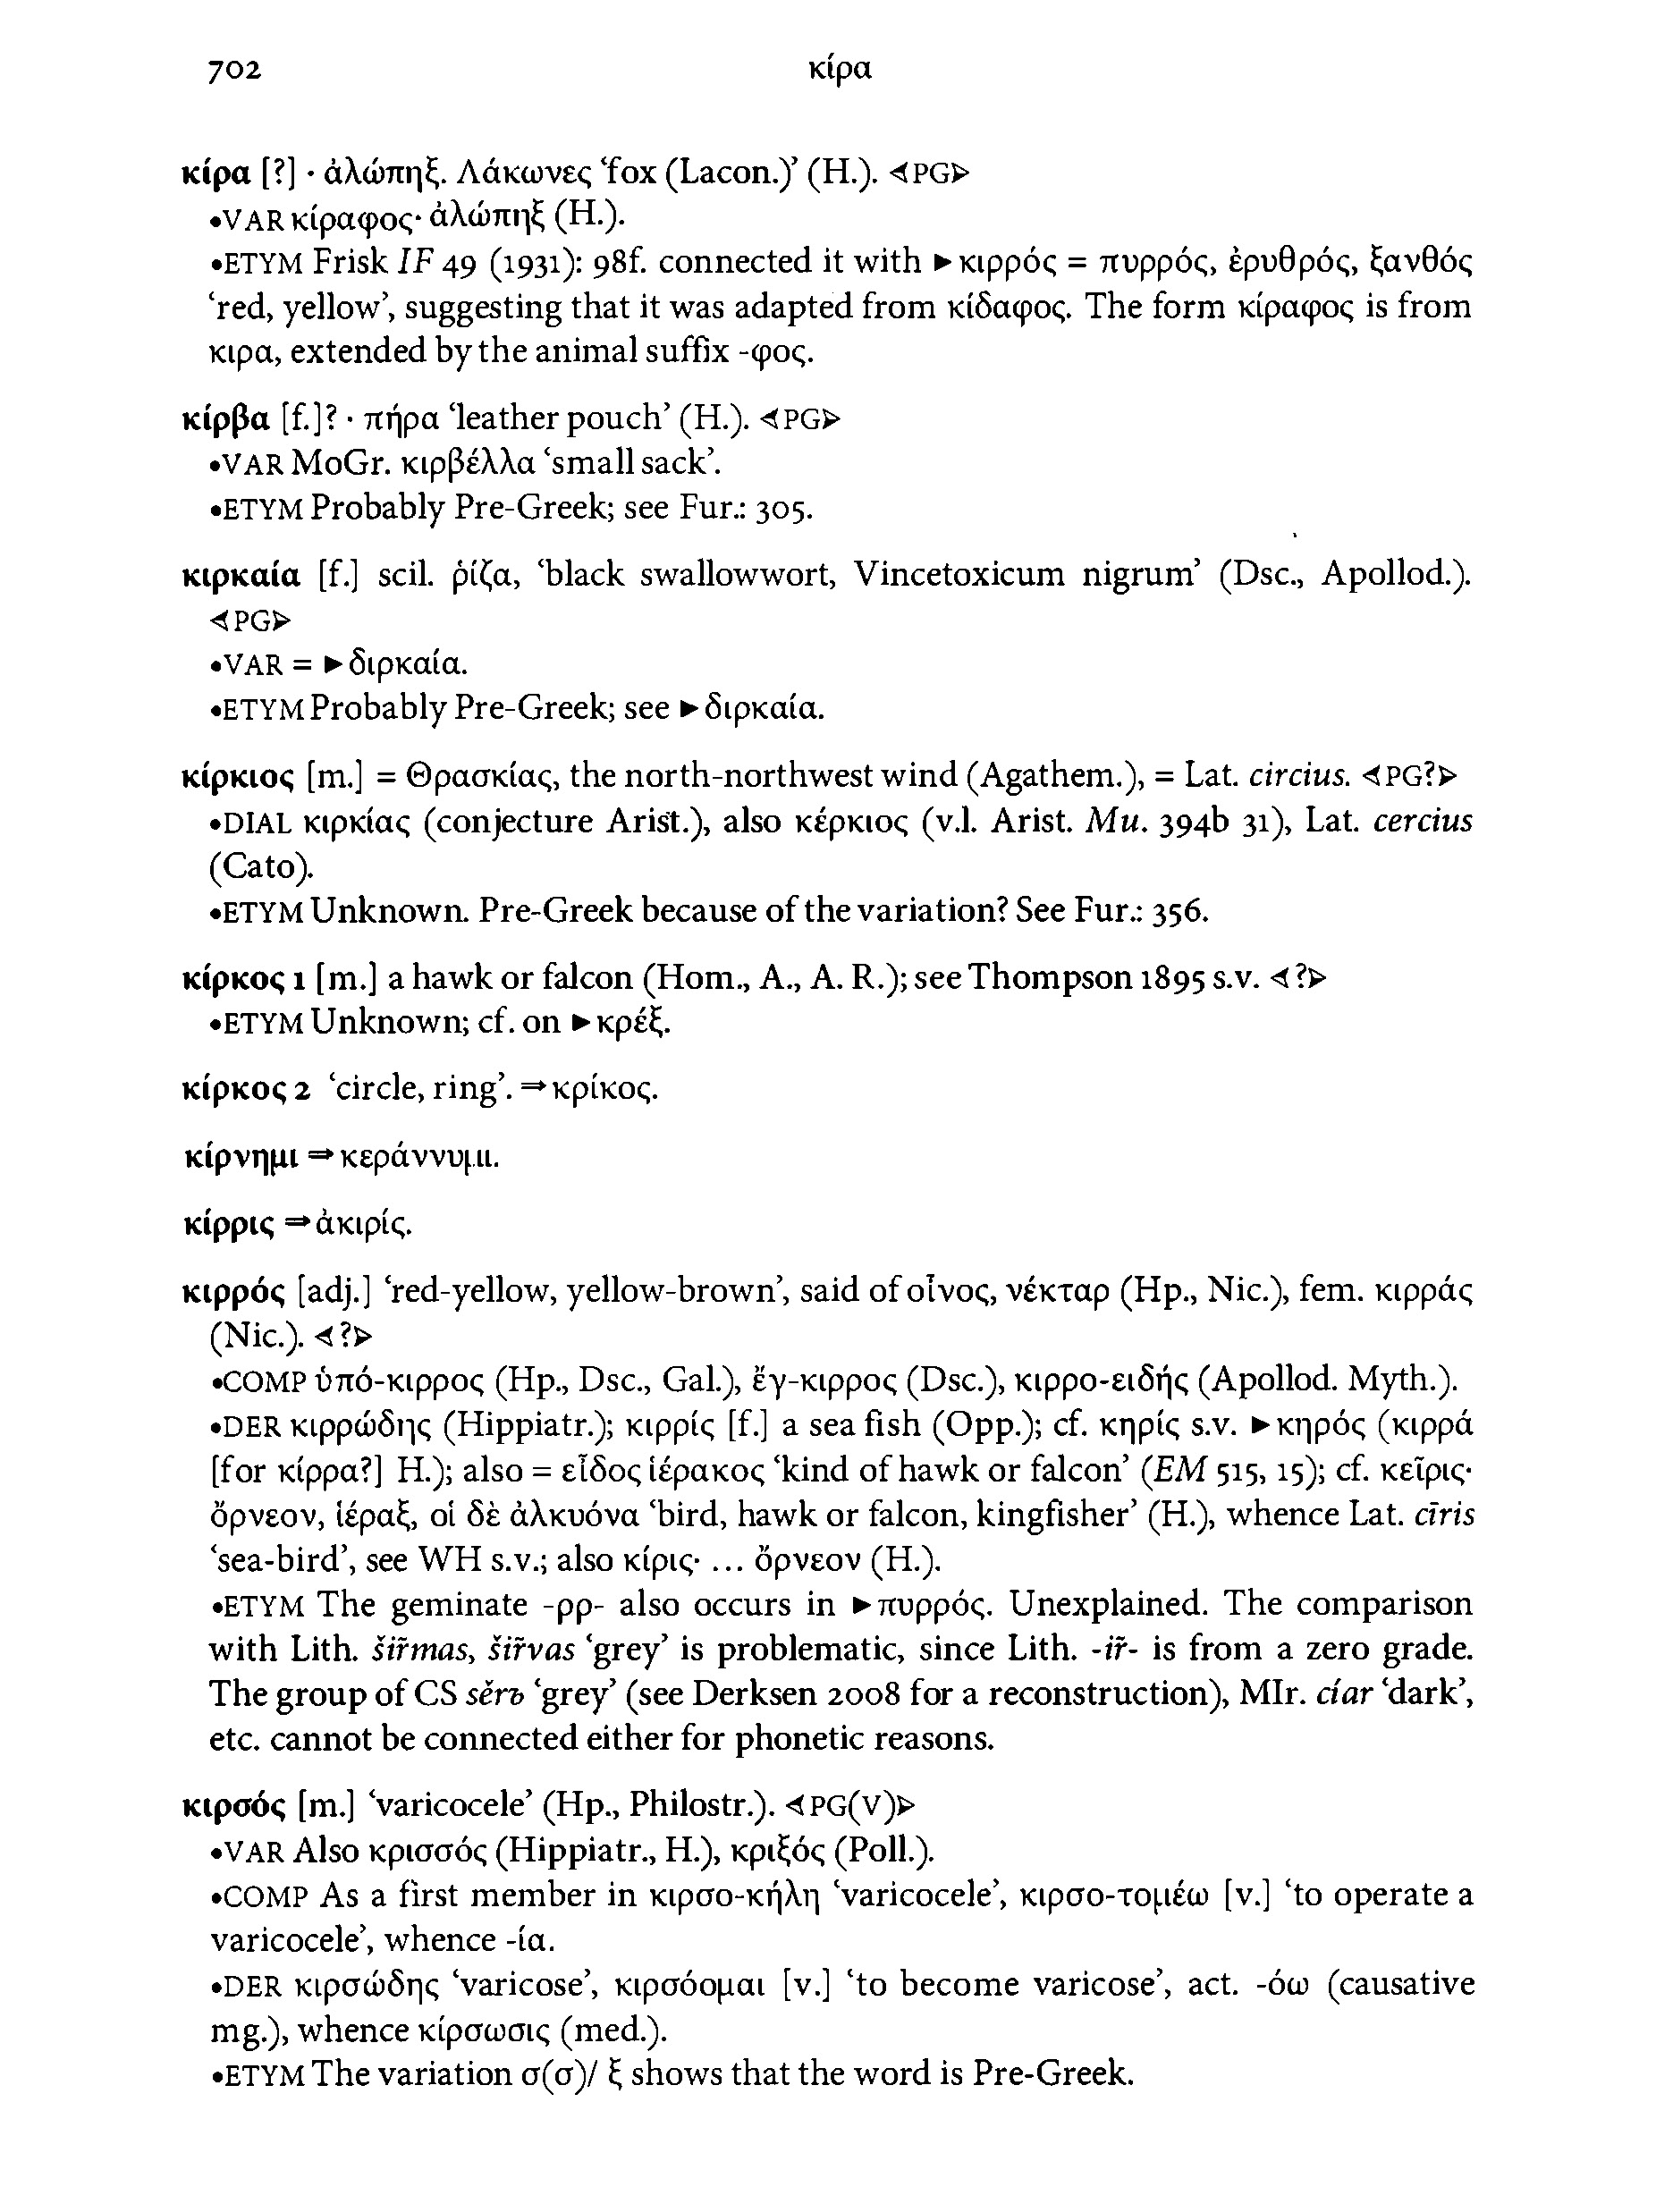 702 κίρα
κίρα [?] · ἀλώπηξ. Λάκωνες ‘fox (Lacon.)’ (H.). ⊲PG⊳
•VAR κίραφος· ἀλώπηξ (H.).
•ETYM Frisk IF 49 (1931): 98f. connected it with ►κιρρός = πυρρός, ἐρυθρός, ξανθός
‘red, yellow’, suggesting that it was adapted from κίδαφος. The form κίραφος is from
κιρα, extended by the animal suffix -φος.
κίρβα [f.]? · πήρα ‘leather pouch’ (H.). ⊲PG⊳
•VAR MoGr. κιρβέλλα ‘small sack’.
•ETYM Probably Pre-Greek; see Fur.: 305.
κιρκαία [f.] scil. ῥίζα, ‘black swallowwort, Vincetoxicum nigrum’ (Dsc., Apollod.).
⊲PG⊳
•VAR = ►διρκαία.
•ETYM Probably Pre-Greek; see ►διρκαία.
κίρκιος [m.] = Θρασκίας, the north-northwest wind (Agathem.), = Lat. circius. ⊲PG?⊳
•DIAL κιρκίας (conjecture Arist.), also κέρκιος (v.l. Arist. Mu. 394b 31), Lat. cercius
(Cato).
•ETYM Unknown. Pre-Greek because of the variation? See Fur.: 356.
κίρκος 1 [m.] a hawk or falcon (Hom., A., A. R.); see Thompson 1895 s.v. ⊲?⊳
•ETYM Unknown; cf. on ►κρέξ.
κίρκος 2 ‘circle, ring’. ⇒κρίκος.
κίρνημι ⇒κεράννυμι.
κίρρις ⇒ἀκιρίς.
κιρρός [adj.] ‘red-yellow, yellow-brown’, said of οἶνος, νέκταρ (Hp., Nic.), fem. κιρράς
(Nic.). ⊲?⊳
•COMP ὑπό-κιρρος (Hp., Dsc., Gal.), ἔγ-κιρρος (Dsc.), κιρρο-ειδής (Apollod. Myth.).
•DER κιρρώδης (Hippiatr.); κιρρίς [f.] a sea fish (Opp.); cf. κηρίς s.v. ►κηρός (κιρρά
[for κίρρα?] H.); also = εἶδος ἱέρακος ‘kind of hawk or falcon’ (EM 515, 15); cf. κεῖρις·
ὄρνεον, ἱέραξ, οἱ δὲ ἀλκυόνα ‘bird, hawk or falcon, kingfisher’ (H.), whence Lat. cīris
‘sea-bird’, see WH s.v.; also κίρις· ... ὄρνεον (H.).
•ETYM The geminate -ρρ- also occurs in ►πυρρός. Unexplained. The comparison
with Lith. šir̃mas, šir̃vas ‘grey’ is problematic, since Lith. -ir̃- is from a zero grade.
The group of CS sěrъ ‘grey’ (see Derksen 2008 for a reconstruction), MIr. cíar ‘dark’,
etc. cannot be connected either for phonetic reasons.
κιρσός [m.] ‘varicocele’ (Hp., Philostr.). ⊲PG(V)⊳
•VAR Also κρισσός (Hippiatr., H.), κριξός (Poll.).
•COMP As a first member in κιρσο-κήλη ‘varicocele’, κιρσο-τομέω [v.] ‘to operate a
varicocele’, whence -ία.
•DER κιρσώδης ‘varicose’, κιρσόομαι [v.] ‘to become varicose’, act. -όω (causative
mg.), whence κίρσωσις (med.).
•ETYM The variation σ(σ)/ ξ shows that the word is Pre-Greek.